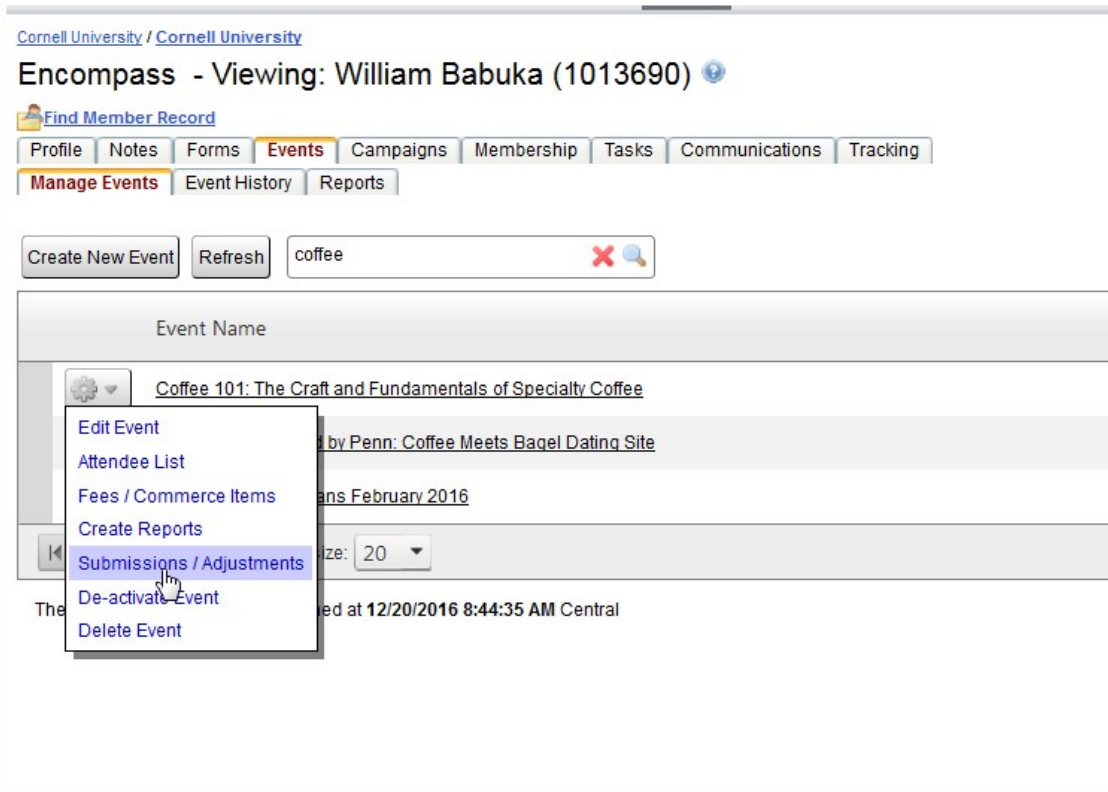 Cornell University / Cornell University
Encompass - Viewing: William Babuka (1013690)
Find Member Record
Profile Notes Forms Events Campaigns Membership Tasks Communications Tracking
Manage Events Event History Reports
Create New Event Refresh coffee
Event Name
Coffee 101: The Craft and Fundamentals of Specialty Coffee
Edit Event
by Penn: Coffee Meets Bagel Dating Site
Attendee List
Fees / Commerce Items
February 2016
Create Reports
Submissions / Adjustments
size: 20
De-activate Event
The at 12/20/2016 8:44:35 AM Central
Delete Event